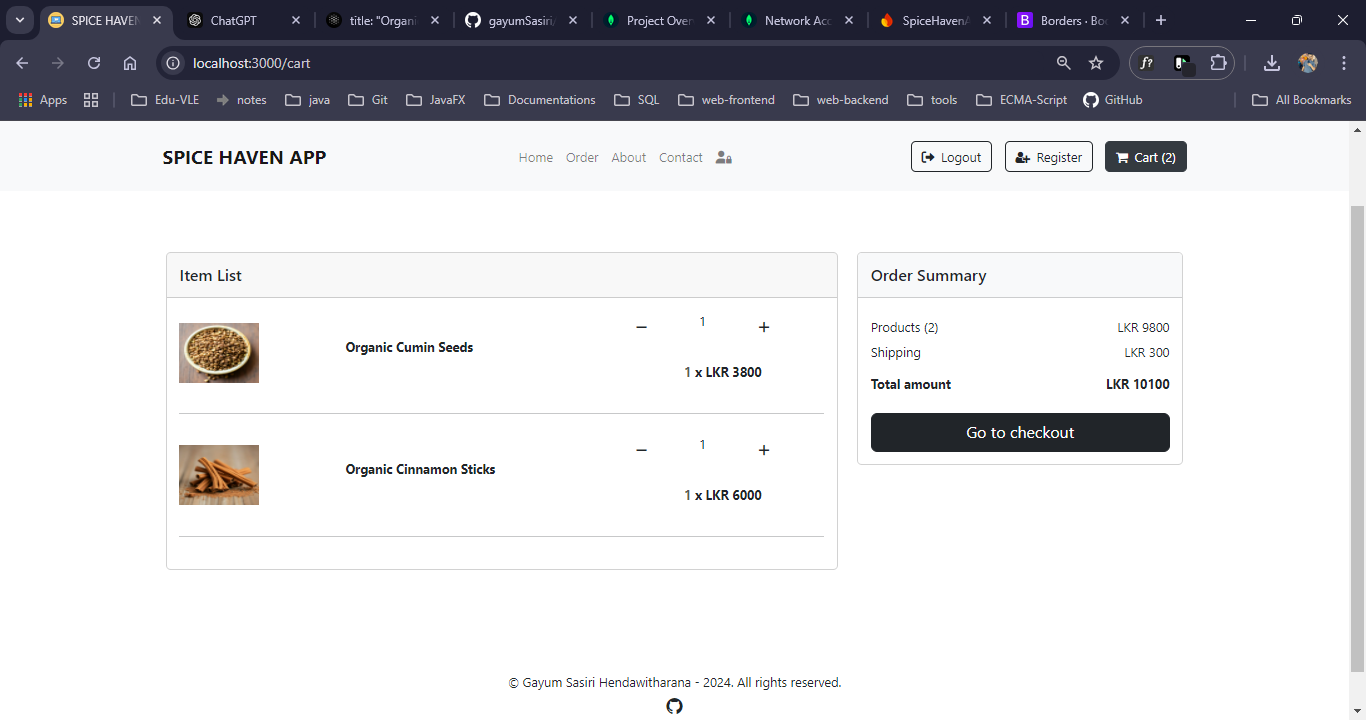 SPICE HAVEN
ChatGPT
title: "Organi
gayumSasiri/
Project Over
Network Acc
SpiceHavenA
B Borders · Boo
localhost:3000/cart
f?
Apps
Edu-VLE
notes
java
Git
JavaFX
Documentations
SQL
web-frontend
web-backend
tools
ECMA-Script
GitHub
All Bookmarks
SPICE HAVEN APP
Home Order About Contact
Logout
Register
Cart (2)
Item List
Organic Cumin Seeds
1
1 x LKR 3800
Organic Cinnamon Sticks
1
1 x LKR 6000
Order Summary
Products (2) LKR 9800
Shipping LKR 300
Total amount LKR 10100
Go to checkout
© Gayum Sasiri Hendawitharana - 2024. All rights reserved.